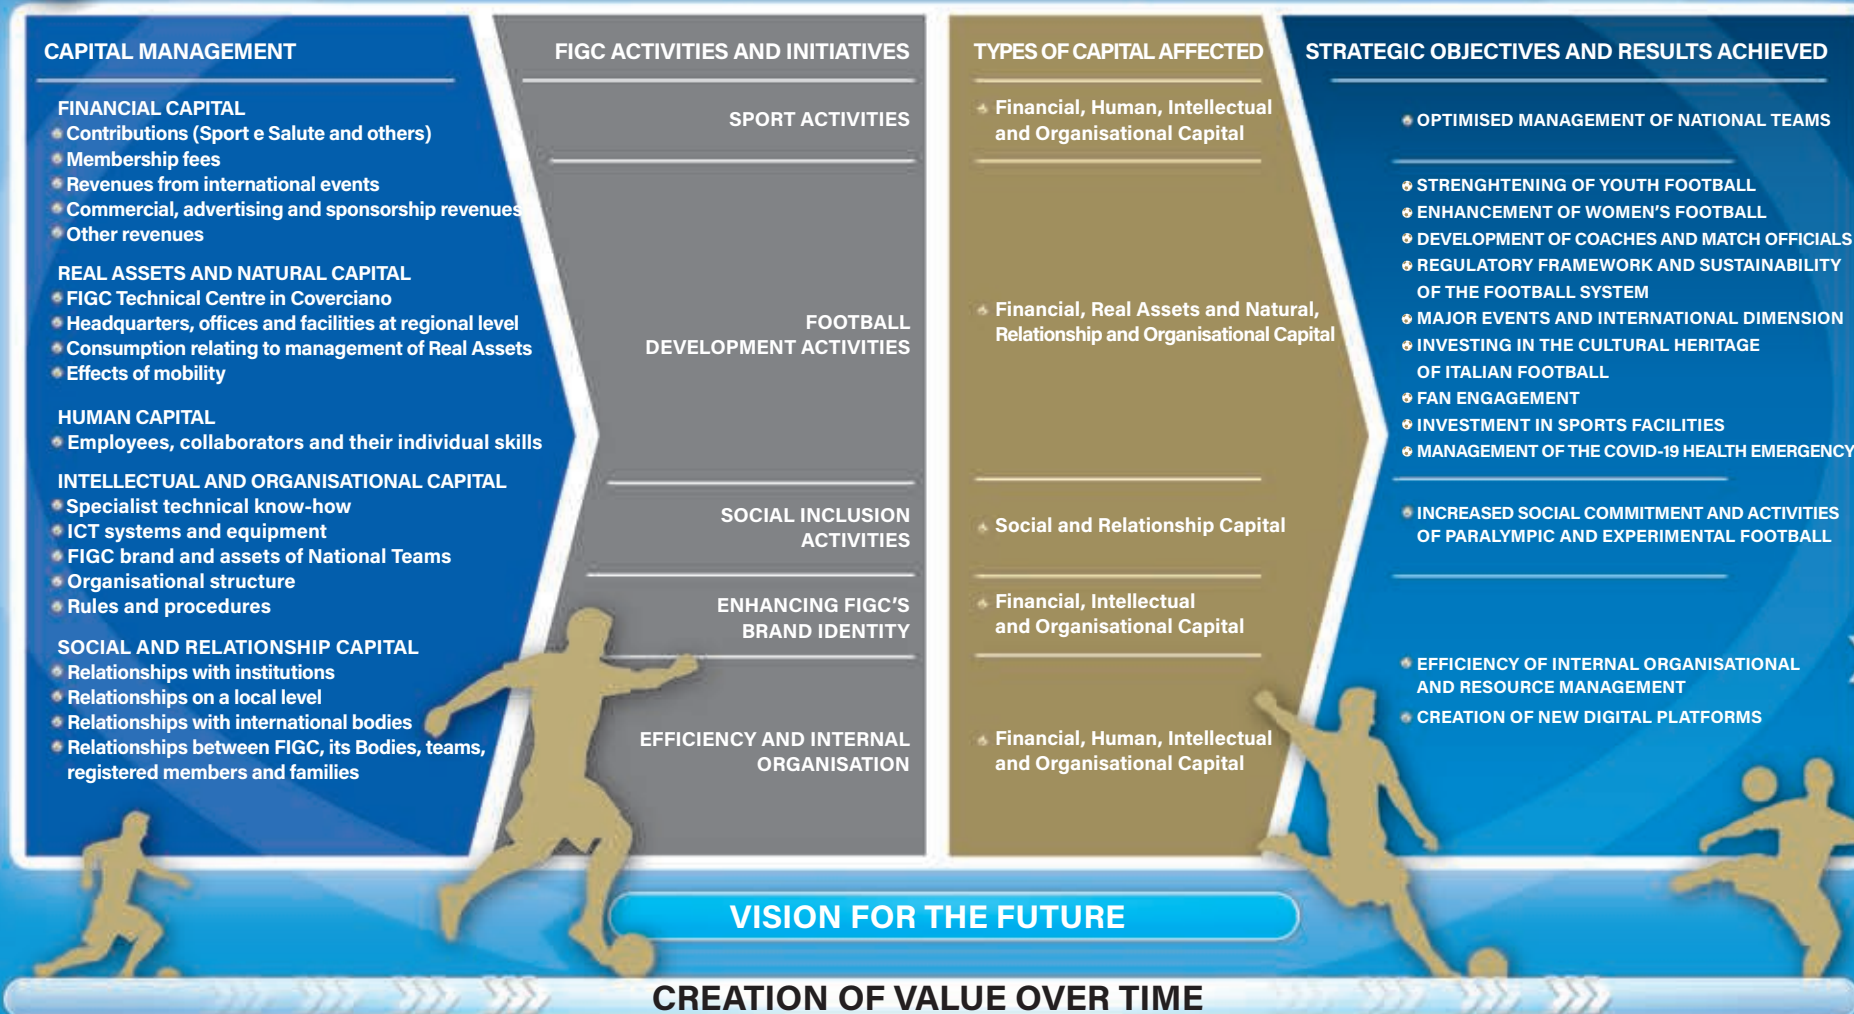 CAPITAL MANAGEMENT
FINANCIAL CAPITAL
Contributions (Sport e Salute and others)
Membership fees
Revenues from international events
Commercial, advertising and sponsorship revenues
Other revenues
REAL ASSETS AND NATURAL CAPITAL
FIGC Technical Centre in Coverciano
Headquarters, offices and facilities at regional level
Consumption relating to management of Real Assets
Effects of mobility
HUMAN CAPITAL
Employees, collaborators and their individual skills
INTELLECTUAL AND ORGANISATIONAL CAPITAL
Specialist technical know-how
ICT systems and equipment
FIGC brand and assets of National Teams
Organisational structure
Rules and procedures
SOCIAL AND RELATIONSHIP CAPITAL
Relationships with institutions
Relationships on a local level
Relationships with international bodies
Relationships between FIGC, its Bodies, teams,
registered members and families
FIGC ACTIVITIES AND INITIATIVES
SPORT ACTIVITIES
FOOTBALL
DEVELOPMENT ACTIVITIES
SOCIAL INCLUSION
ACTIVITIES
ENHANCING FIGC'S
BRAND IDENTITY
EFFICIENCY AND INTERNAL
ORGANISATION
TYPES OF CAPITAL AFFECTED
Financial, Human, Intellectual
and Organisational Capital
Financial, Real Assets and Natural,
Relationship and Organisational Capital
Social and Relationship Capital
Financial, Intellectual
and Organisational Capital
Financial, Human, Intellectual
and Organisational Capital
STRATEGIC OBJECTIVES AND RESULTS ACHIEVED
OPTIMISED MANAGEMENT OF NATIONAL TEAMS
STRENGHTENING OF YOUTH FOOTBALL
ENHANCEMENT OF WOMEN'S FOOTBALL
DEVELOPMENT OF COACHES AND MATCH OFFICIALS
REGULATORY FRAMEWORK AND SUSTAINABILITY
OF THE FOOTBALL SYSTEM
MAJOR EVENTS AND INTERNATIONAL DIMENSION
INVESTING IN THE CULTURAL HERITAGE
OF ITALIAN FOOTBALL
FAN ENGAGEMENT
INVESTMENT IN SPORTS FACILITIES
MANAGEMENT OF THE COVID-19 HEALTH EMERGENCY
INCREASED SOCIAL COMMITMENT AND ACTIVITIES
OF PARALYMPIC AND EXPERIMENTAL FOOTBALL
EFFICIENCY OF INTERNAL ORGANISATIONAL
AND RESOURCE MANAGEMENT
CREATION OF NEW DIGITAL PLATFORMS
VISION FOR THE FUTURE
CREATION OF VALUE OVER TIME